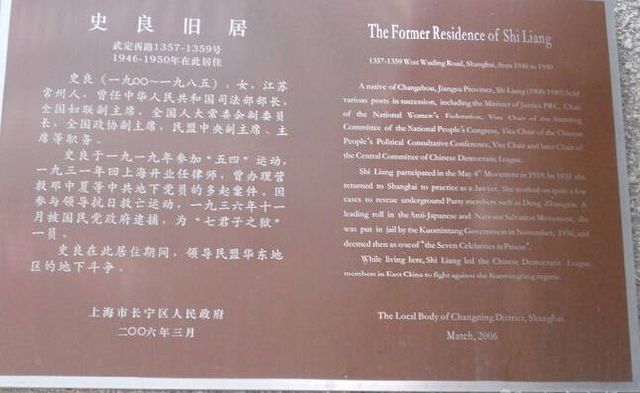 史良旧居
武定西路1357-1359号
1946-1950年在此居住
史良（一九〇〇—一九八五），女，江苏
常州人，曾任中华人民共和国司法部部长，
全国妇联副主席，全国人大常委会副委员
长、全国政协副主席，民盟中央副主席、主
席等职务。
史良于一九一九年参加“五四”运动，
一九三一年回上海开业任律师，曾办理营
救邓中夏等中共地下党员的多起案件。因
参与领导抗日救亡运动，一九三六年十一
月被国民党政府逮捕，为“七君子之狱”
一员。
史良在此居住期间，领导民盟华东地
区的地下斗争。
上海市长宁区人民政府
二〇〇六年三月
The Former Residence of Shi Liang
1357-1359 West Wuding Road, Shanghai, from 1946 to 1950
A native of Changzhou, Jiangsu Province, Shi Liang (1900-1985) held
various posts in succession, including the Minister of Justice PRC, Chair
of the National Women's Federation, Vice Chair of the Standing
Committee of the National People's Congress, Vice Chair of the Chinese
People's Political Consultative Conference, Vice Chair and later Chair of
the Central Committee of Chinese Democratic League.
Shi Liang participated in the May 4th Movement in 1919. In 1931 she
returned to Shanghai to practice as a lawyer. She worked on quite a few
cases to rescue underground Party members such as Deng Zhongxia. A
leading roll in the Anti-Japanese and National Salvation Movement, she
was put in jail by the Kuomintang Government in November, 1936, and
deemed then as one of "the Seven Celebrities in Prison".
While living here, Shi Liang led the Chinese Democratic League
members in East China to fight against the Kuomingtang regime.
The Local Body of Changning District, Shanghai
Match, 2006